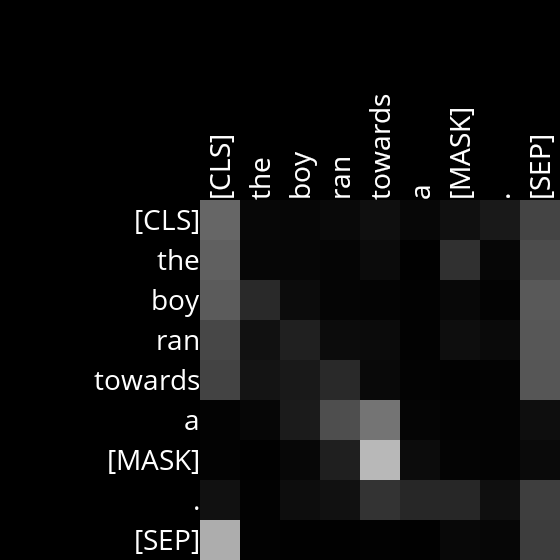 [CLS] the boy ran towards a [MASK] . [SEP]
[CLS]
the
boy
ran
towards
a
[MASK]
.
[SEP]